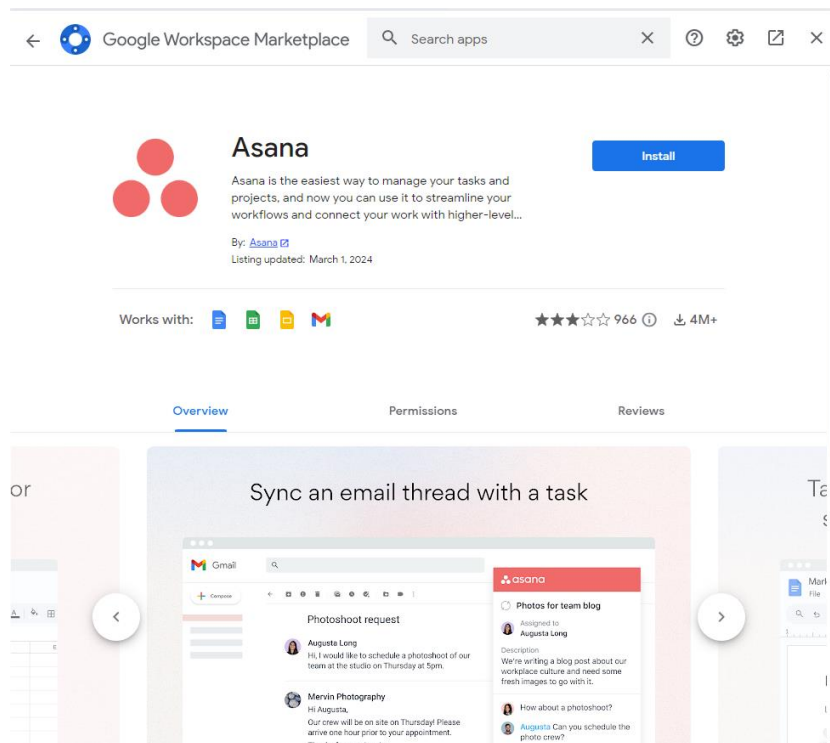 Google Workspace Marketplace
Search apps
Asana
Install
Asana is the easiest way to manage your tasks and
projects, and now you can use it to streamline your
workflows and connect your work with higher-level...
By: Asana
Listing updated: March 1, 2024
Works with:
966
4M+
Overview
Permissions
Reviews
or
Sync an email thread with a task
Gmail
Compose
Photoshoot request
Augusta Long
Hi, I would like to schedule a photoshoot of our
team at the studio on Thursday at 5pm.
Mervin Photography
Hi Augusta,
Our crew will be on site on Thursday! Please
arrive one hour prior to your appointment.
asana
Photos for team blog
Assigned to
Augusta Long
Description
We're writing a blog post about our
workplace culture and need some
fresh images to go with it.
How about a photoshoot?
Augusta Can you schedule the
photo crew?
Ta
s
Mark
File